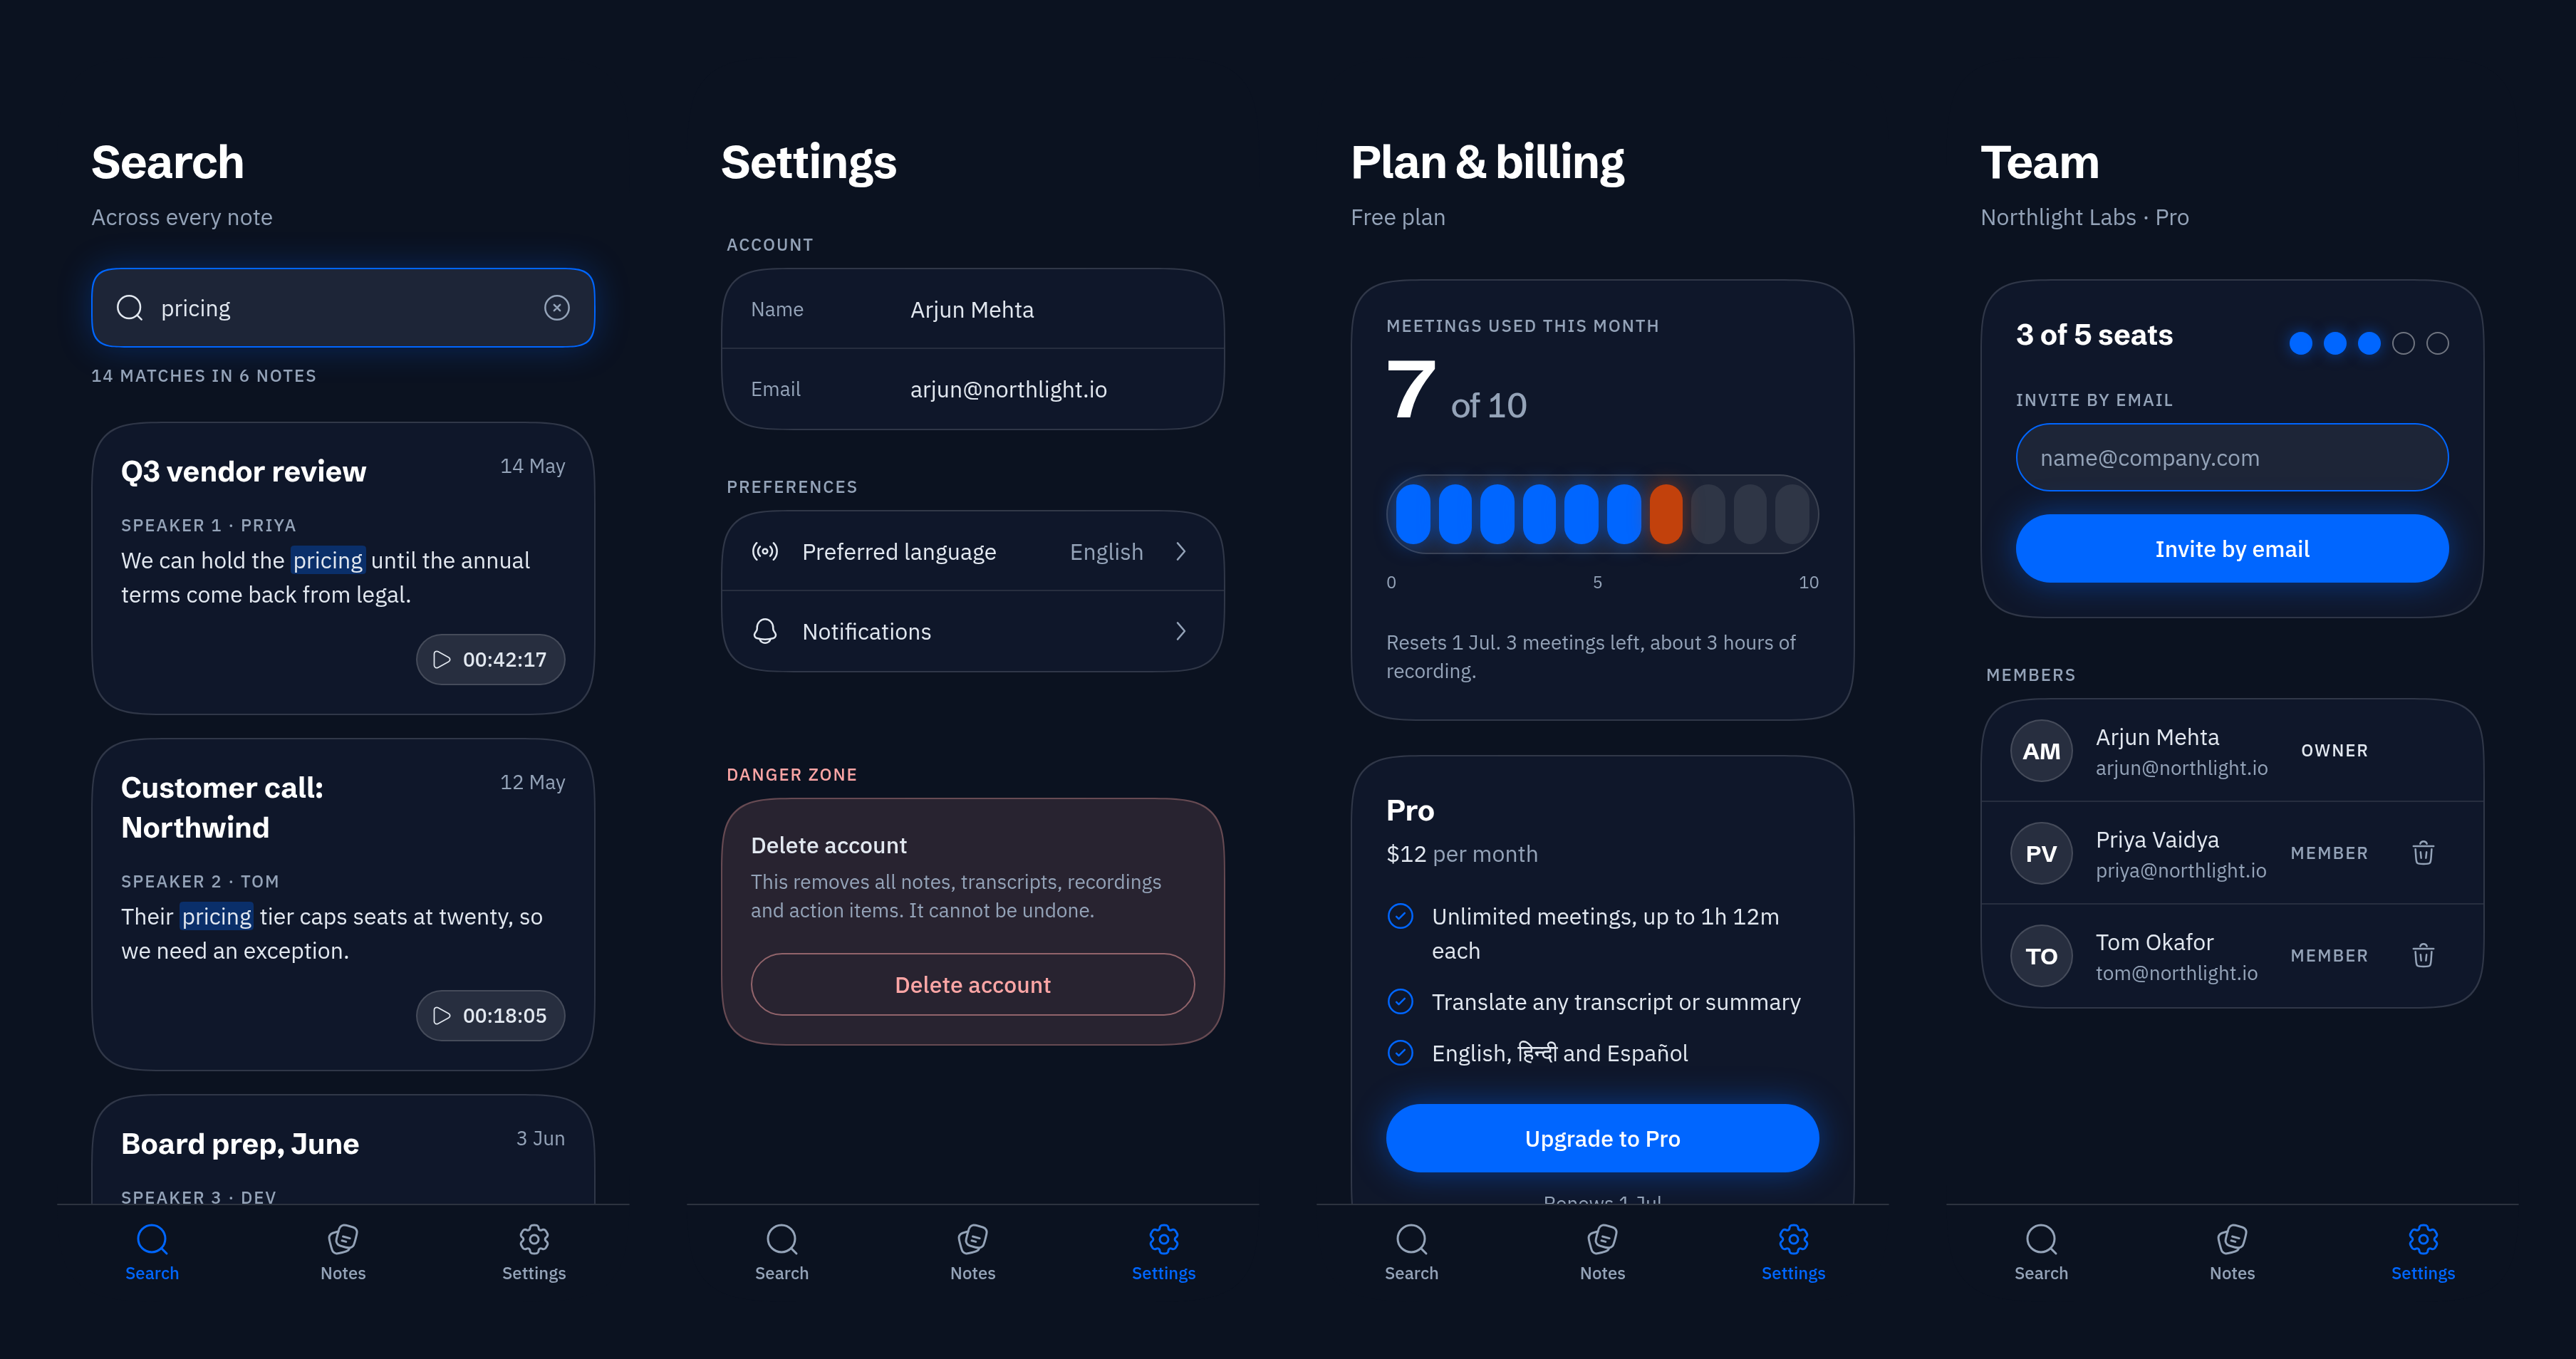 Search
Across every note
pricing
14 MATCHES IN 6 NOTES
Q3 vendor review
14 May
SPEAKER 1 · PRIYA
We can hold the pricing until the annual
terms come back from legal.
00:42:17
Customer call:
Northwind
12 May
SPEAKER 2 · TOM
Their pricing tier caps seats at twenty, so
we need an exception.
00:18:05
Board prep, June
3 Jun
SPEAKER 3 · DEV
Search
Notes
Settings
Settings
ACCOUNT
Name
Arjun Mehta
Email
arjun@northlight.io
PREFERENCES
Preferred language
English
Notifications
DANGER ZONE
Delete account
This removes all notes, transcripts, recordings
and action items. It cannot be undone.
Delete account
Search
Notes
Settings
Plan & billing
Free plan
MEETINGS USED THIS MONTH
7 of 10
0
5
10
Resets 1 Jul. 3 meetings left, about 3 hours of
recording.
Pro
$12 per month
Unlimited meetings, up to 1h 12m
each
Translate any transcript or summary
English, हिन्दी and Español
Upgrade to Pro
Renews 1 Jul
Search
Notes
Settings
Team
Northlight Labs · Pro
3 of 5 seats
INVITE BY EMAIL
name@company.com
Invite by email
MEMBERS
AM
Arjun Mehta
arjun@northlight.io
OWNER
PV
Priya Vaidya
priya@northlight.io
MEMBER
TO
Tom Okafor
tom@northlight.io
MEMBER
Search
Notes
Settings